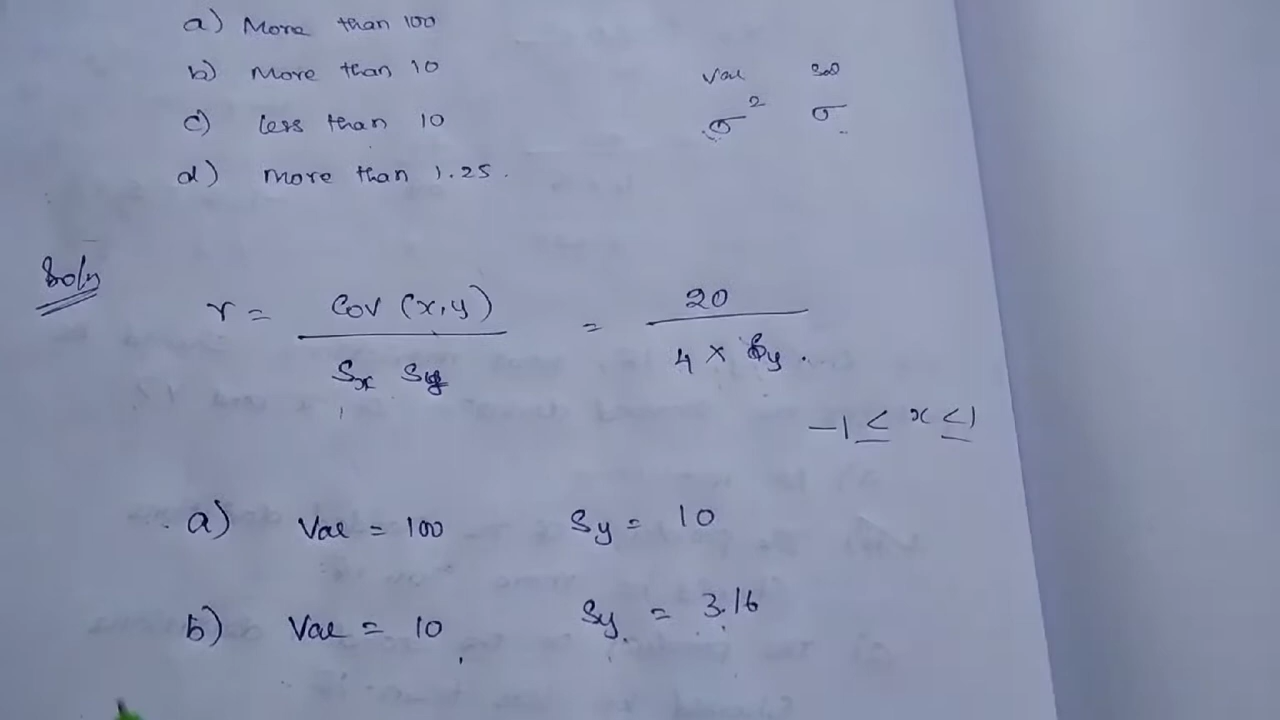 a) More than 100
b) More than 10
c) less than 10
d) more than 1.25.
Var SD
σ² σ
Soln
r = Cov (x,y) / Sx Sy = 20 / 4 × Sy.
-1 ≤ x ≤ 1
a) Var = 100 Sy = 10
b) Var = 10 Sy = 3.16